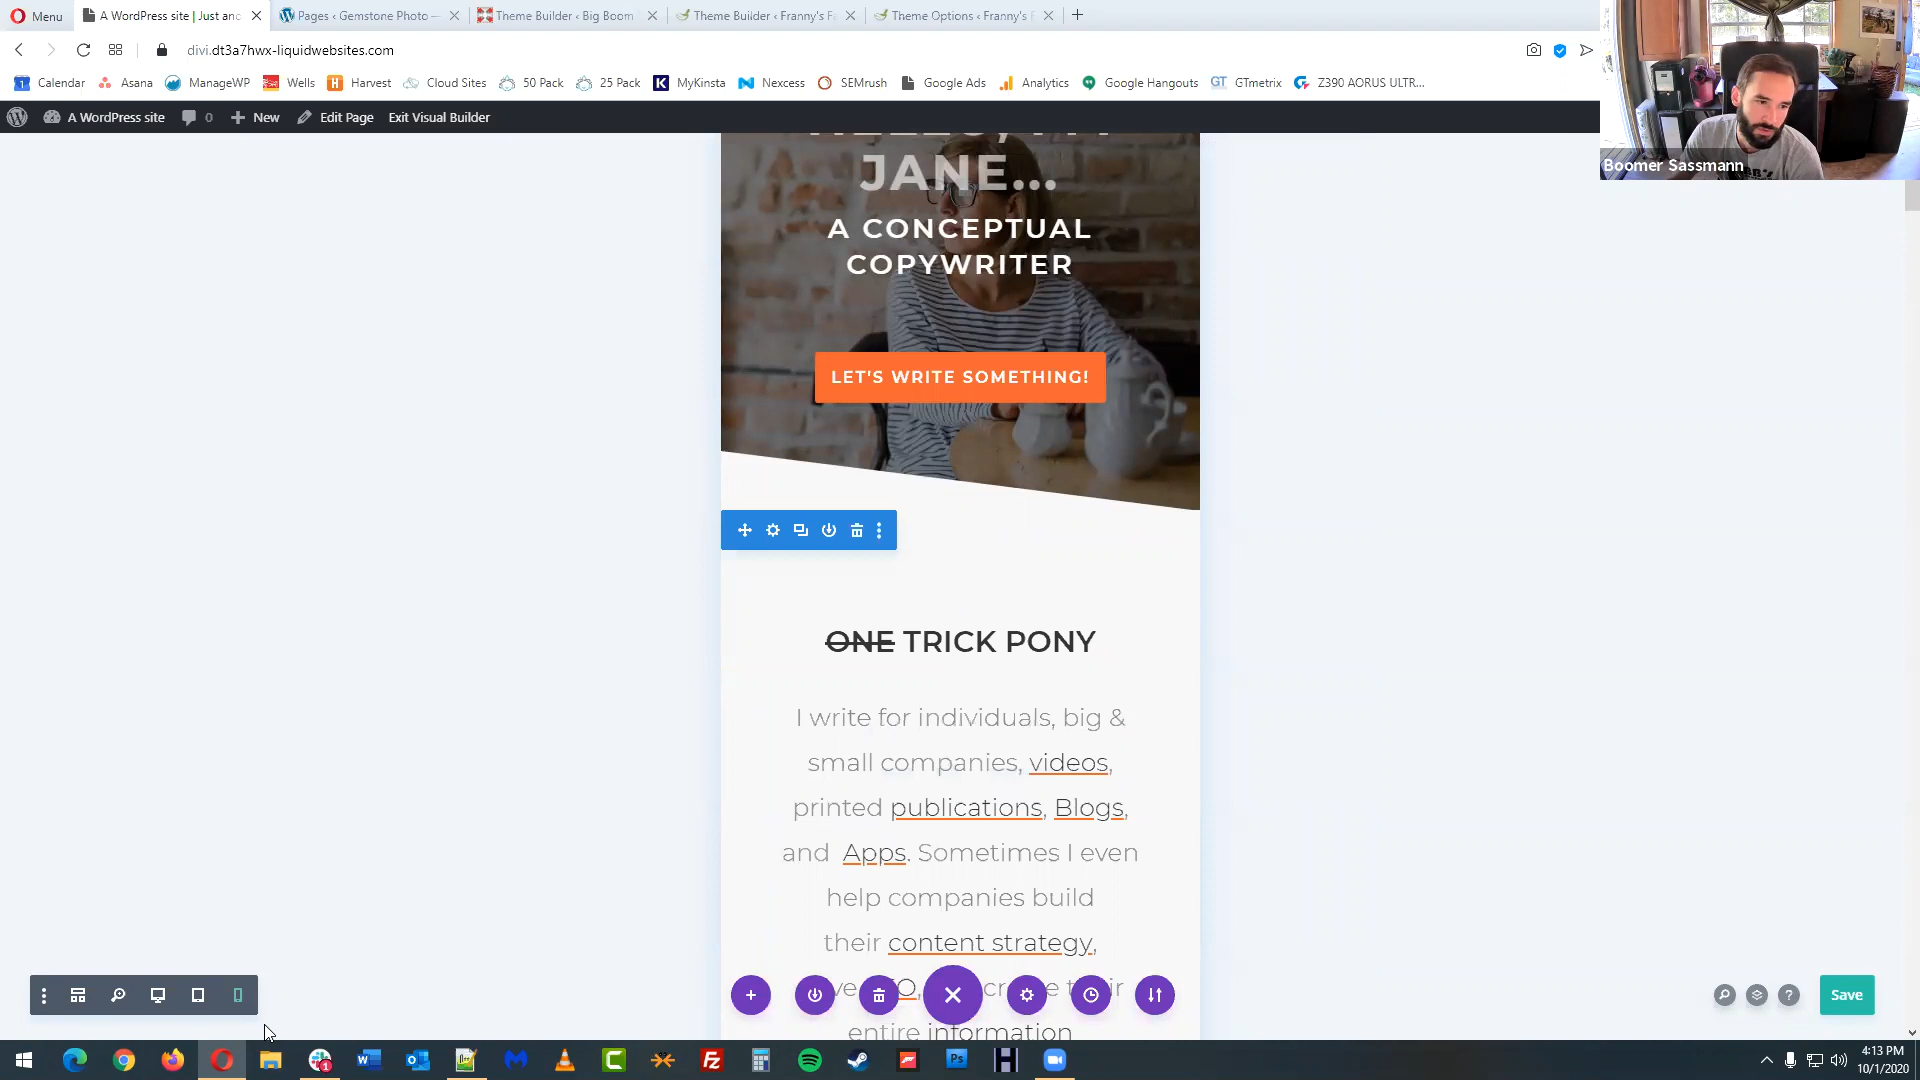 Menu
A WordPress site | Just and
Pages ‹ Gemstone Photo —
Theme Builder ‹ Big Boom
Theme Builder ‹ Franny's F
Theme Options ‹ Franny's F
divi.dt3a7hwx-liquidwebsites.com
Calendar
Asana
ManageWP
Wells
Harvest
Cloud Sites
50 Pack
25 Pack
MyKinsta
Nexcess
SEMrush
Google Ads
Analytics
Google Hangouts
GTmetrix
Z390 AORUS ULTR...
A WordPress site
0
New
Edit Page
Exit Visual Builder
Boomer Sassmann
JANE...
A CONCEPTUAL
COPYWRITER
LET'S WRITE SOMETHING!
ONE TRICK PONY
I write for individuals, big &
small companies, videos,
printed publications, Blogs,
and Apps. Sometimes I even
help companies build
their content strategy,
entire information
Save
4:13 PM
10/1/2020